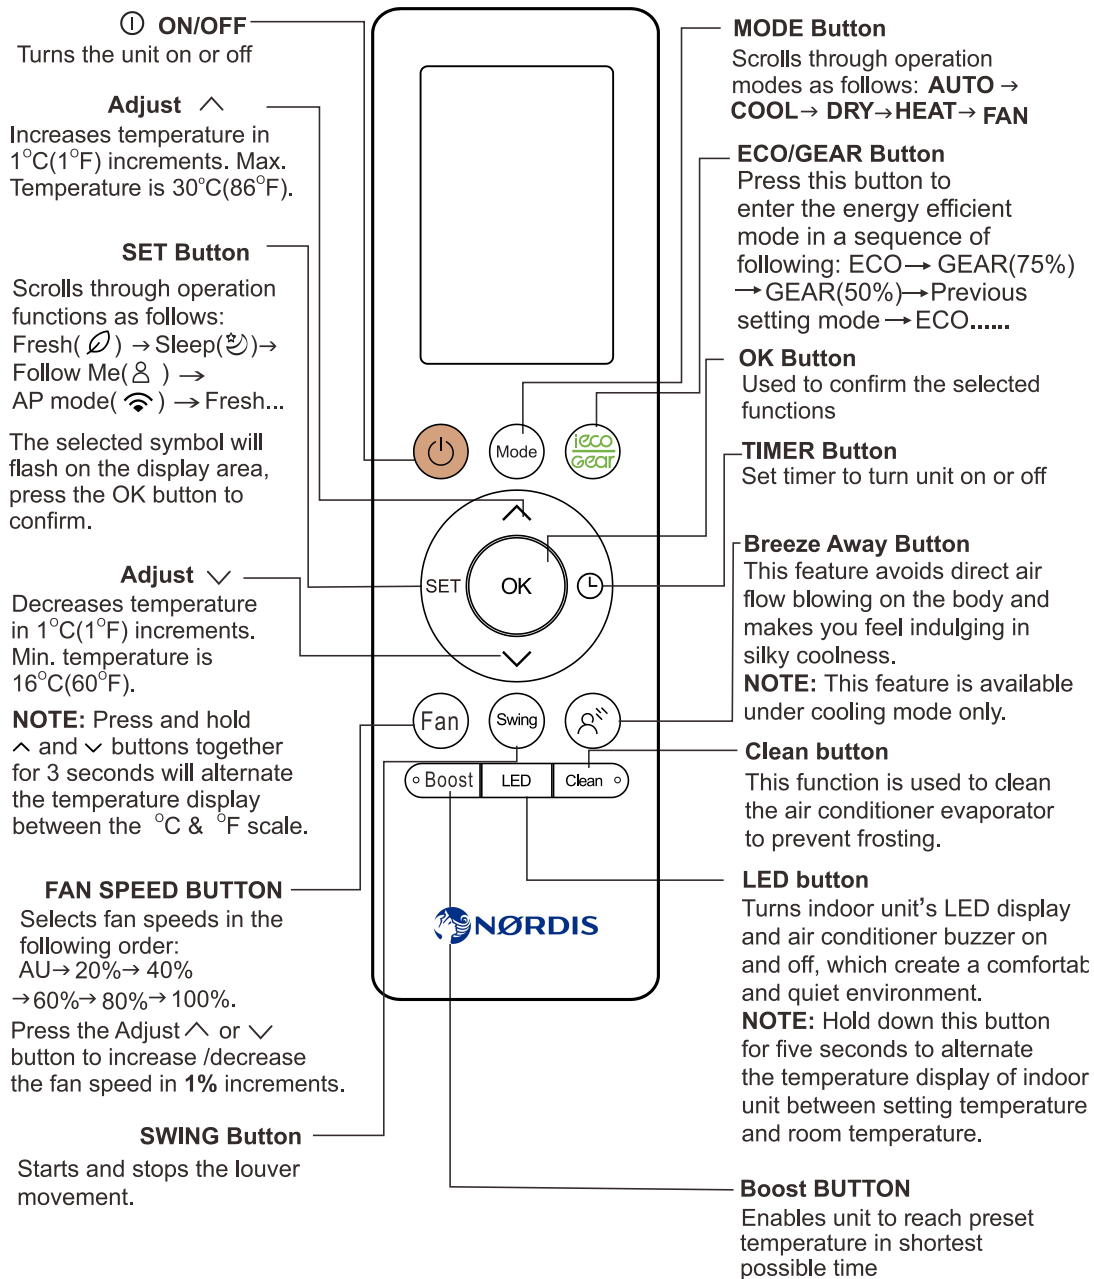 ON/OFF
Turns the unit on or off
Adjust ∧
Increases temperature in
1°C(1°F) increments. Max.
Temperature is 30°C(86°F).
SET Button
Scrolls through operation
functions as follows:
Fresh( ) → Sleep( )→
Follow Me( ) →
AP mode( ) → Fresh...
The selected symbol will
flash on the display area,
press the OK button to
confirm.
Adjust ∨
Decreases temperature
in 1°C(1°F) increments.
Min. temperature is
16°C(60°F).
NOTE: Press and hold
∧ and ∨ buttons together
for 3 seconds will alternate
the temperature display
between the °C & °F scale.
FAN SPEED BUTTON
Selects fan speeds in the
following order:
AU→ 20%→ 40%
→60%→ 80%→100%.
Press the Adjust ∧ or ∨
button to increase /decrease
the fan speed in 1% increments.
SWING Button
Starts and stops the louver
movement.
Mode
ieco
Gear
SET
OK
Fan
Swing
Boost
LED
Clean
NØRDIS
MODE Button
Scrolls through operation
modes as follows: AUTO →
COOL→ DRY→HEAT→ FAN
ECO/GEAR Button
Press this button to
enter the energy efficient
mode in a sequence of
following: ECO→ GEAR(75%)
→GEAR(50%)→Previous
setting mode →ECO......
OK Button
Used to confirm the selected
functions
TIMER Button
Set timer to turn unit on or off
Breeze Away Button
This feature avoids direct air
flow blowing on the body and
makes you feel indulging in
silky coolness.
NOTE: This feature is available
under cooling mode only.
Clean button
This function is used to clean
the air conditioner evaporator
to prevent frosting.
LED button
Turns indoor unit's LED display
and air conditioner buzzer on
and off, which create a comfortab
and quiet environment.
NOTE: Hold down this button
for five seconds to alternate
the temperature display of indoor
unit between setting temperature
and room temperature.
Boost BUTTON
Enables unit to reach preset
temperature in shortest
possible time